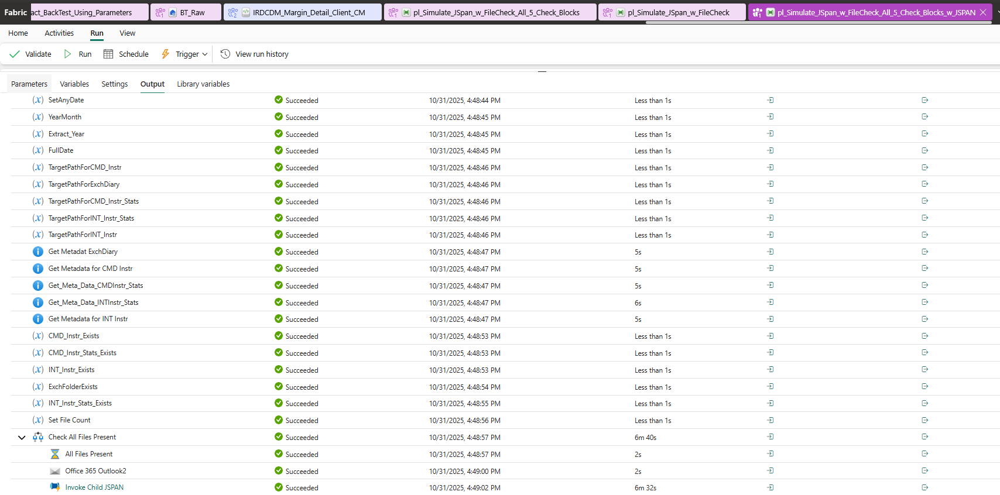 Fabric act_BackTest_Using_Parameters BT_Raw IRDCDM_Margin_Detail_Client_CM pl_Simulate_JSpan_w_FileCheck_All_5_Check_Blocks pl_Simulate_JSpan_w_FileCheck pl_Simulate_JSpan_w_FileCheck_All_5_Check_Blocks_w_JSPAN
Home Activities Run View
Validate Run Schedule Trigger View run history
Parameters Variables Settings Output Library variables
(x) SetAnyDate Succeeded 10/31/2025, 4:48:44 PM Less than 1s
(x) YearMonth Succeeded 10/31/2025, 4:48:45 PM Less than 1s
(x) Extract_Year Succeeded 10/31/2025, 4:48:45 PM Less than 1s
(x) FullDate Succeeded 10/31/2025, 4:48:45 PM Less than 1s
(x) TargetPathForCMD_Instr Succeeded 10/31/2025, 4:48:46 PM Less than 1s
(x) TargetPathForExchDiary Succeeded 10/31/2025, 4:48:46 PM Less than 1s
(x) TargetPathForCMD_Instr_Stats Succeeded 10/31/2025, 4:48:46 PM Less than 1s
(x) TargetPathForINT_Instr_Stats Succeeded 10/31/2025, 4:48:46 PM Less than 1s
(x) TargetPathForINT_Instr Succeeded 10/31/2025, 4:48:46 PM Less than 1s
Get Metadat ExchDiary Succeeded 10/31/2025, 4:48:47 PM 5s
Get Metadata for CMD Instr Succeeded 10/31/2025, 4:48:47 PM 5s
Get_Meta_Data_CMDInstr_Stats Succeeded 10/31/2025, 4:48:47 PM 5s
Get_Meta_Data_INTInstr_Stats Succeeded 10/31/2025, 4:48:47 PM 6s
Get Metadata for INT Instr Succeeded 10/31/2025, 4:48:47 PM 5s
(x) CMD_Instr_Exists Succeeded 10/31/2025, 4:48:53 PM Less than 1s
(x) CMD_Instr_Stats_Exists Succeeded 10/31/2025, 4:48:53 PM Less than 1s
(x) INT_Instr_Exists Succeeded 10/31/2025, 4:48:53 PM Less than 1s
(x) ExchFolderExists Succeeded 10/31/2025, 4:48:54 PM Less than 1s
(x) INT_Instr_Stats_Exists Succeeded 10/31/2025, 4:48:55 PM Less than 1s
(x) Set File Count Succeeded 10/31/2025, 4:48:56 PM Less than 1s
Check All Files Present Succeeded 10/31/2025, 4:48:57 PM 6m 40s
All Files Present Succeeded 10/31/2025, 4:48:57 PM 2s
Office 365 Outlook2 Succeeded 10/31/2025, 4:49:00 PM 2s
Invoke Child JSPAN Succeeded 10/31/2025, 4:49:02 PM 6m 32s